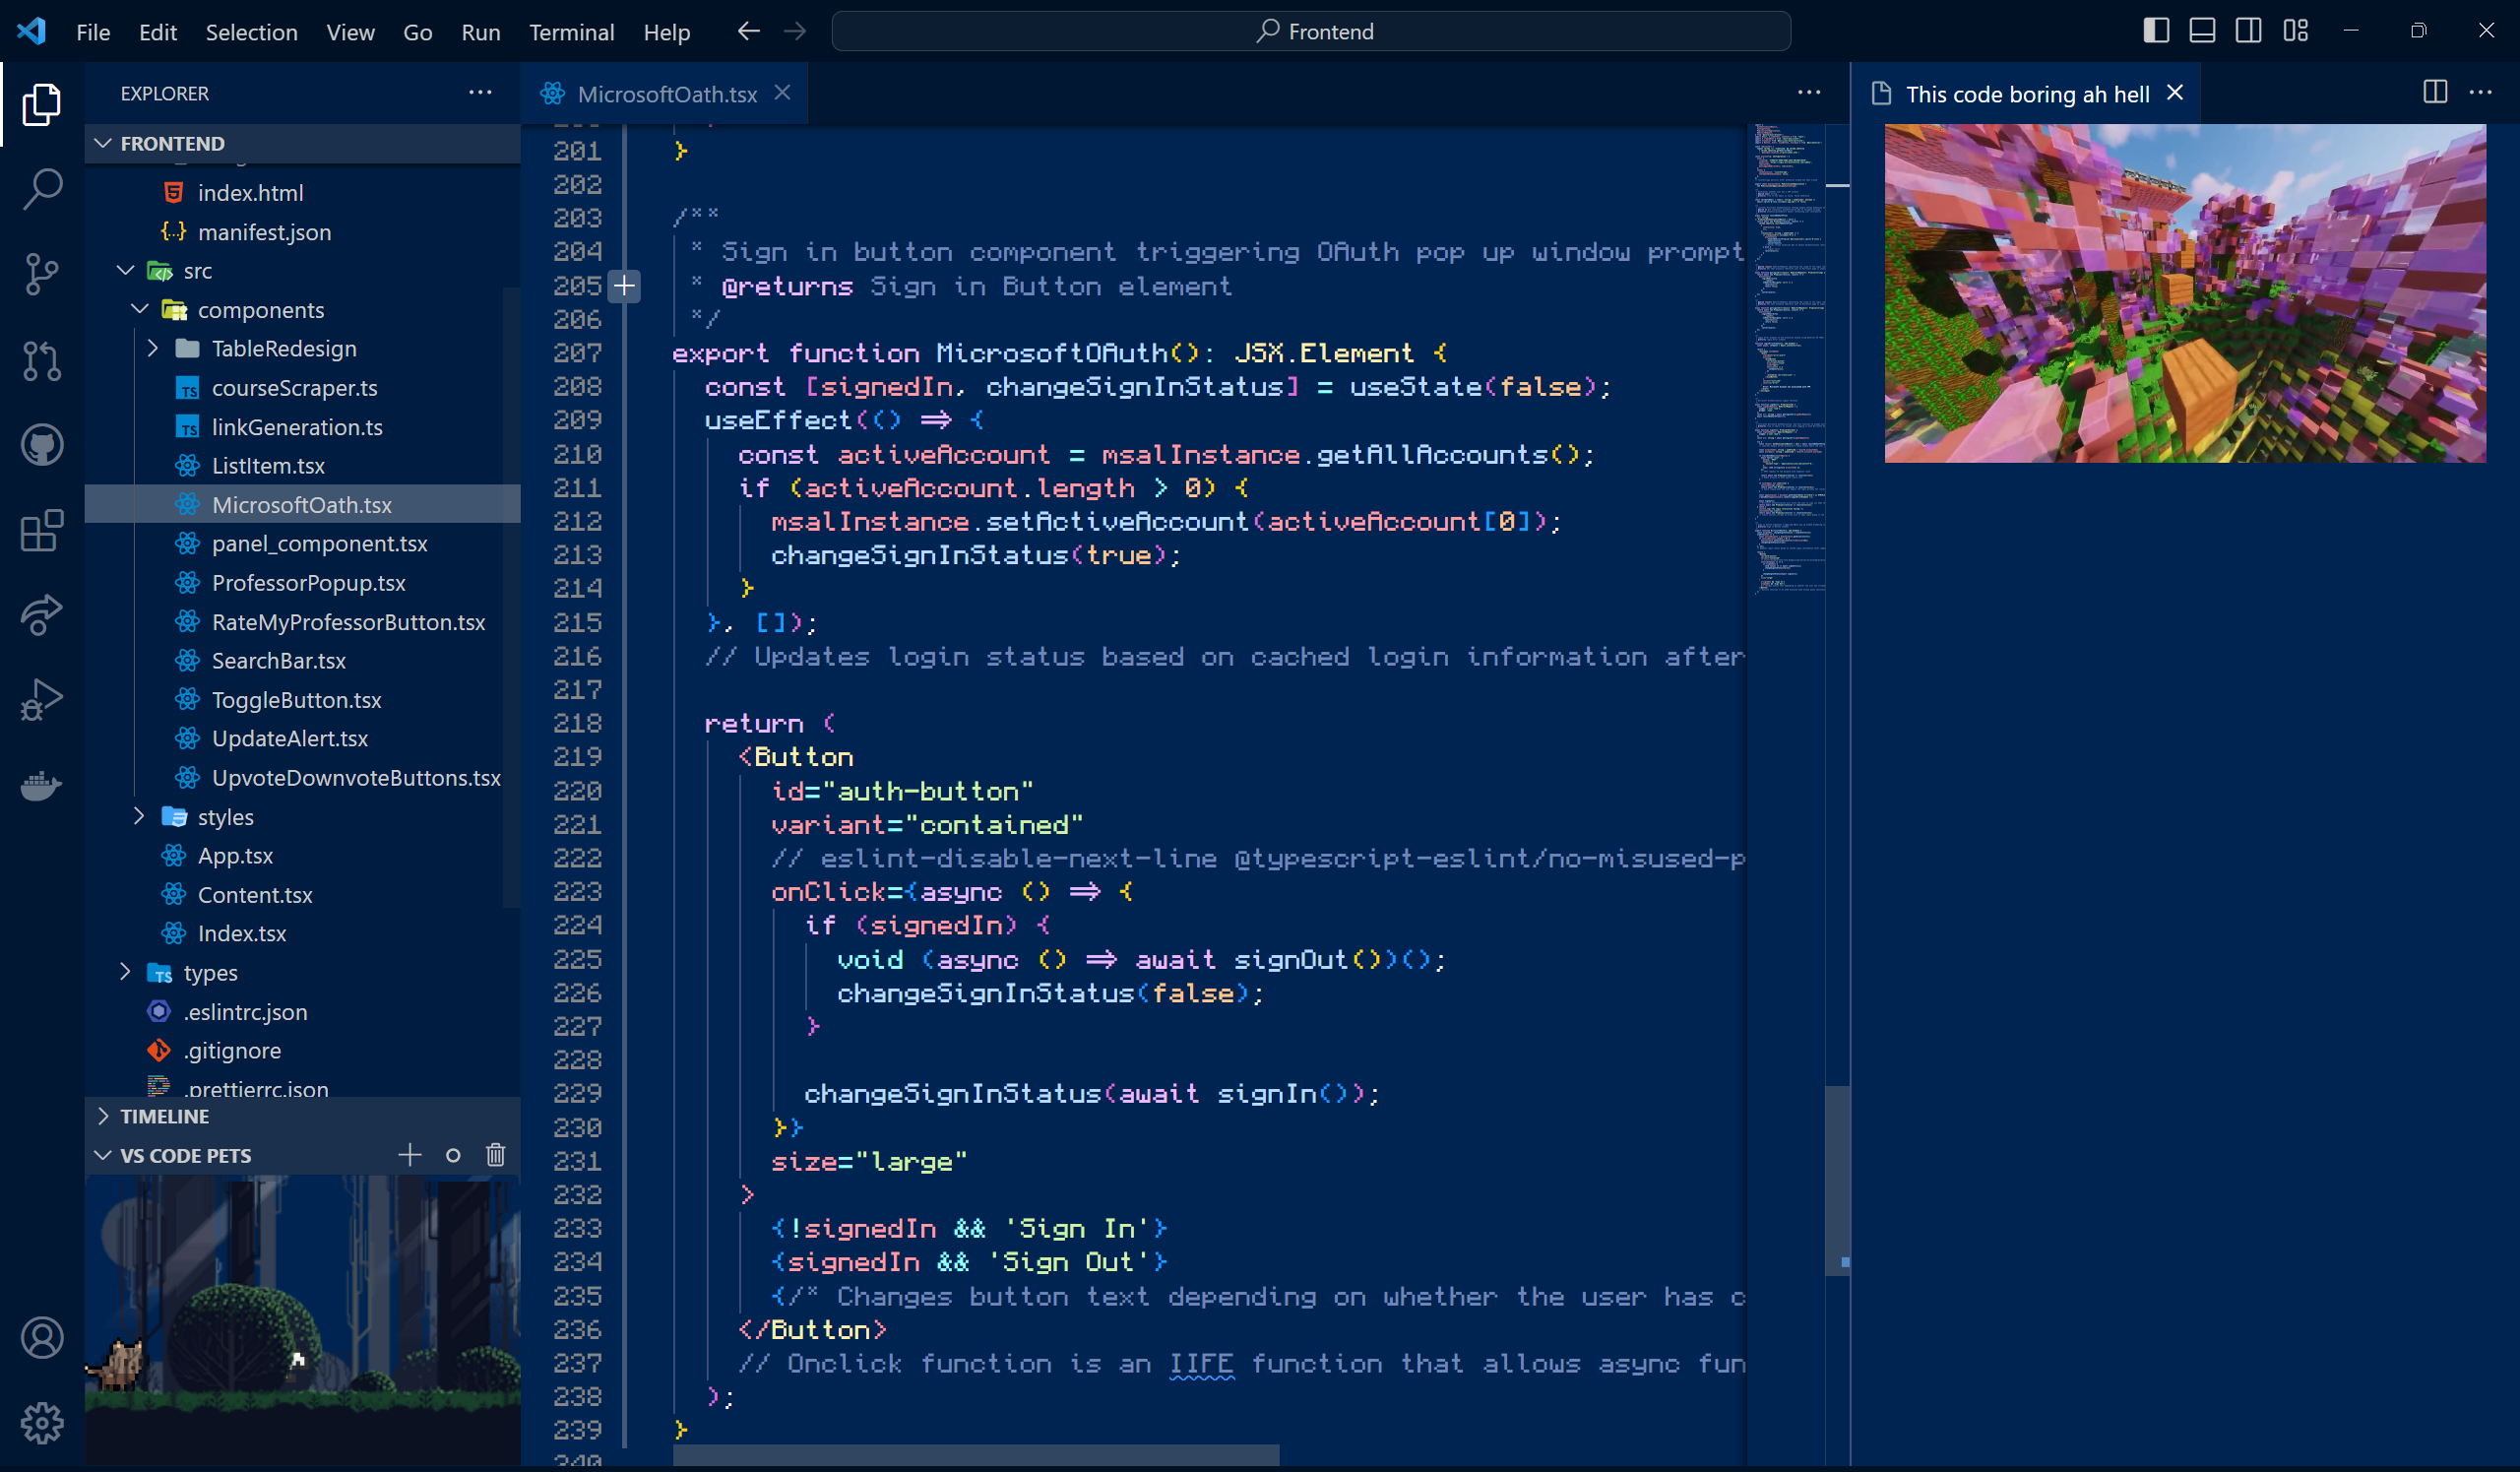 File Edit Selection View Go Run Terminal Help
Frontend
EXPLORER
FRONTEND
index.html
manifest.json
src
components
TableRedesign
courseScraper.ts
linkGeneration.ts
ListItem.tsx
MicrosoftOath.tsx
panel_component.tsx
ProfessorPopup.tsx
RateMyProfessorButton.tsx
SearchBar.tsx
ToggleButton.tsx
UpdateAlert.tsx
UpvoteDownvoteButtons.tsx
styles
App.tsx
Content.tsx
Index.tsx
types
.eslintrc.json
.gitignore
.prettierrc.json
TIMELINE
VS CODE PETS
MicrosoftOath.tsx
201 }
202
203 /**
204 * Sign in button component triggering OAuth pop up window prompt
205 * @returns Sign in Button element
206 */
207 export function MicrosoftOAuth(): JSX.Element {
208 const [signedIn, changeSignInStatus] = useState(false);
209 useEffect(() => {
210 const activeAccount = msalInstance.getAllAccounts();
211 if (activeAccount.length > 0) {
212 msalInstance.setActiveAccount(activeAccount[0]);
213 changeSignInStatus(true);
214 }
215 }, []);
216 // Updates login status based on cached login information after
217
218 return (
219 <Button
220 id="auth-button"
221 variant="contained"
222 // eslint-disable-next-line @typescript-eslint/no-misused-p
223 onClick={async () => {
224 if (signedIn) {
225 void (async () => await signOut())();
226 changeSignInStatus(false);
227 }
228
229 changeSignInStatus(await signIn());
230 }}
231 size="large"
232 >
233 {!signedIn && 'Sign In'}
234 {signedIn && 'Sign Out'}
235 {/* Changes button text depending on whether the user has c
236 </Button>
237 // Onclick function is an IIFE function that allows async fun
238 );
239 }
240
This code boring ah hell